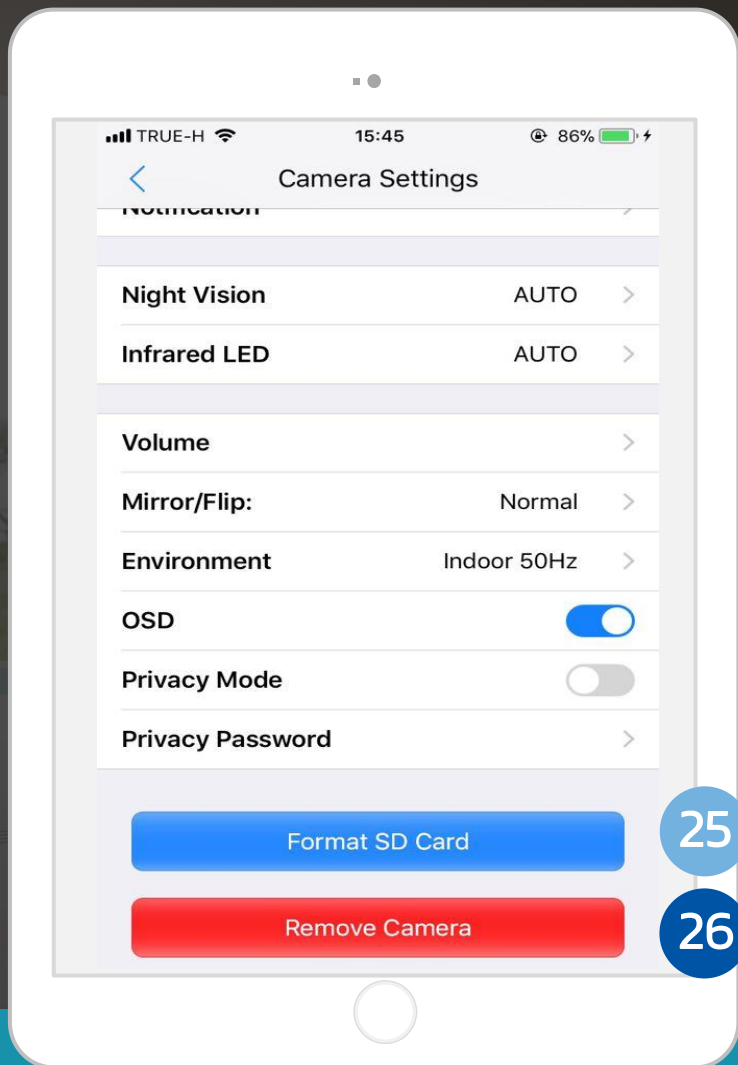 TRUE-H 15:45 86%
Camera Settings
Notification
Night Vision AUTO
Infrared LED AUTO
Volume
Mirror/Flip: Normal
Environment Indoor 50Hz
OSD
Privacy Mode
Privacy Password
Format SD Card 25
Remove Camera 26